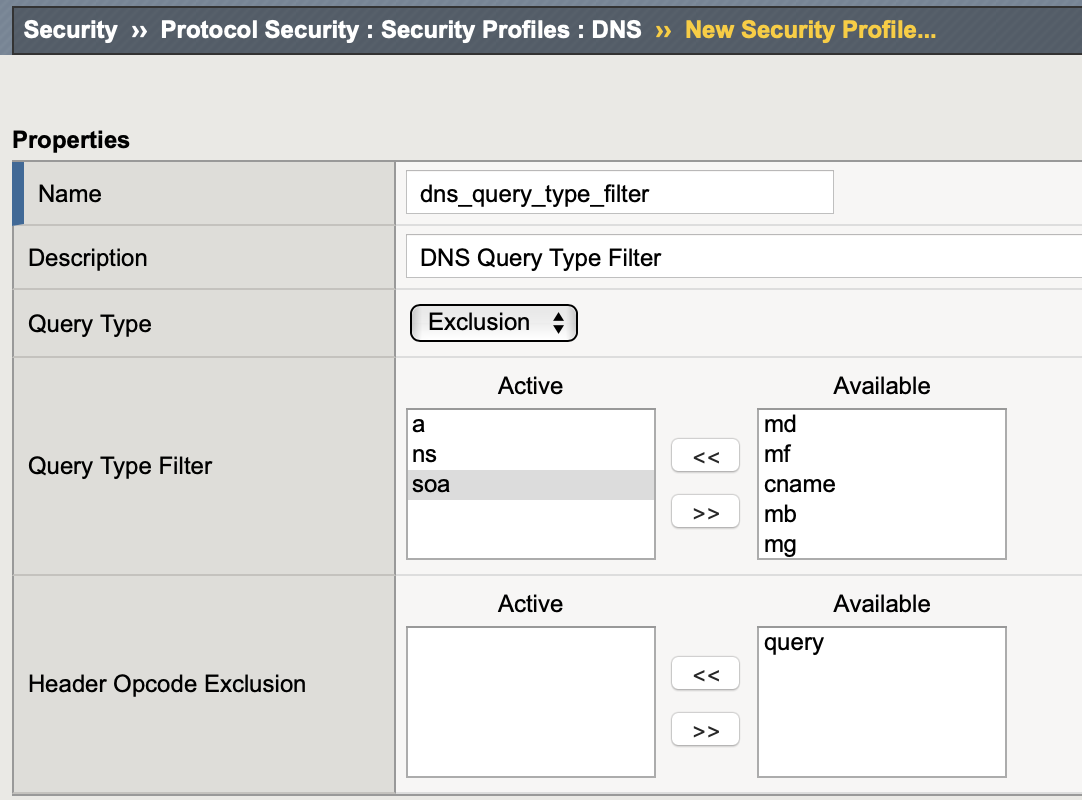 Security ›› Protocol Security : Security Profiles : DNS ›› New Security Profile...
Properties
Name
dns_query_type_filter
Description
DNS Query Type Filter
Query Type
Exclusion
Query Type Filter
Active
a
ns
soa
<<
>>
Available
md
mf
cname
mb
mg
Header Opcode Exclusion
Active
<<
>>
Available
query